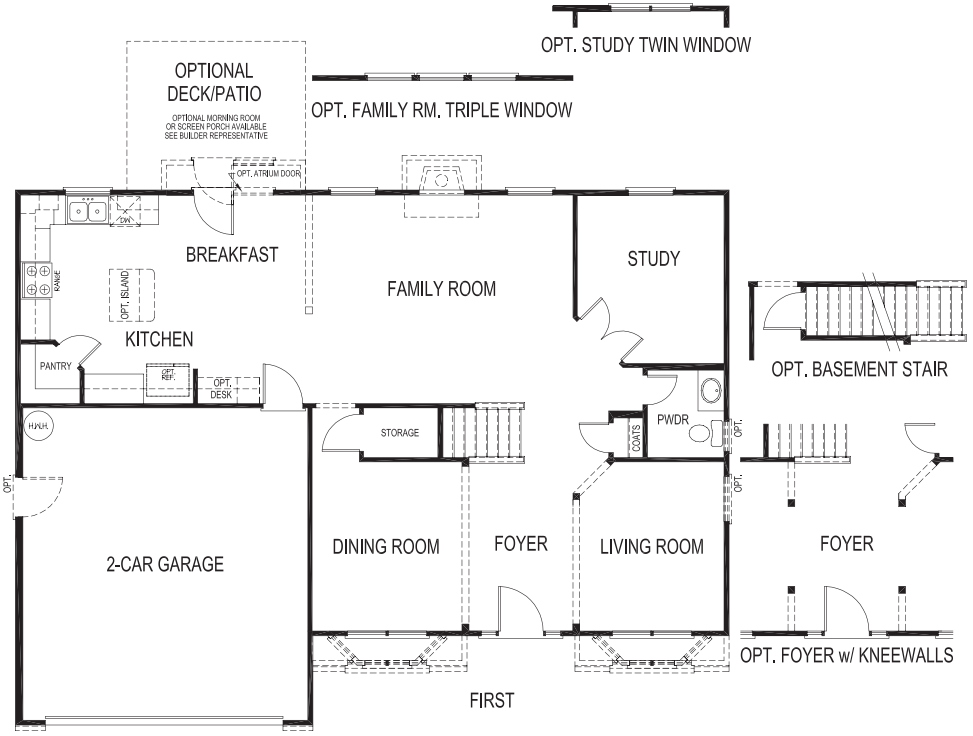 OPT. STUDY TWIN WINDOW
OPTIONAL
DECK/PATIO
OPTIONAL MORNING ROOM
OR SCREEN PORCH AVAILABLE
SEE BUILDER REPRESENTATIVE
OPT. FAMILY RM. TRIPLE WINDOW
OPT. ATRIUM DOOR
DW
BREAKFAST
STUDY
FAMILY ROOM
RANGE
OPT. ISLAND
KITCHEN
PANTRY
OPT.
REF.
OPT.
DESK
OPT. BASEMENT STAIR
H.W.H.
STORAGE
COATS
PWDR
OPT.
OPT.
OPT.
DINING ROOM
FOYER
LIVING ROOM
FOYER
2-CAR GARAGE
OPT. FOYER w/ KNEEWALLS
FIRST